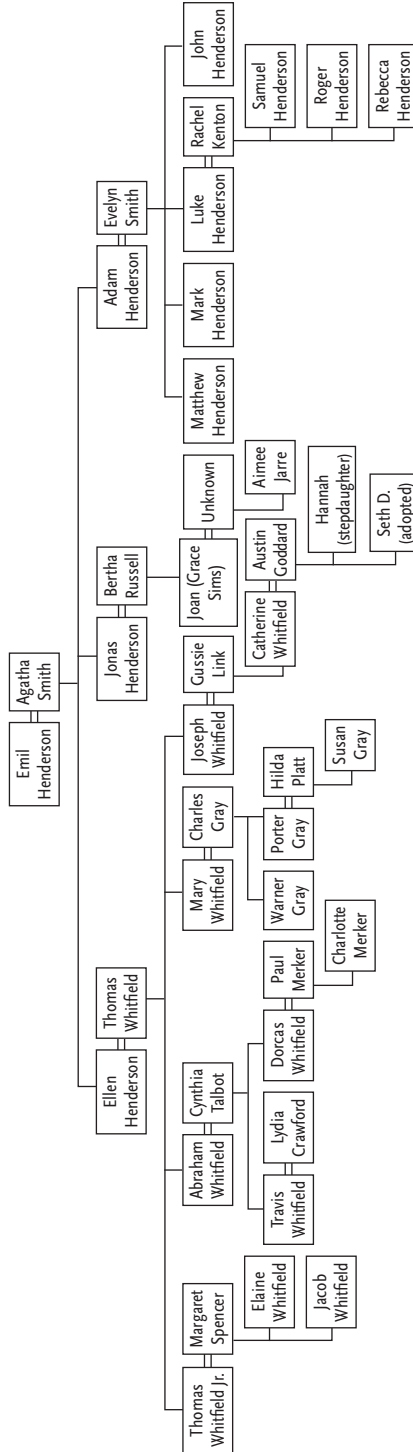 Emil
Henderson
Agatha
Smith
Ellen
Henderson
Thomas
Whitfield
Jonas
Henderson
Bertha
Russell
Adam
Henderson
Evelyn
Smith
Thomas
Whitfield Jr.
Margaret
Spencer
Abraham
Whitfield
Cynthia
Talbot
Mary
Whitfield
Charles
Gray
Joseph
Whitfield
Gussie
Link
Joan (Grace
Sims)
Unknown
Matthew
Henderson
Mark
Henderson
Luke
Henderson
Rachel
Kenton
John
Henderson
Elaine
Whitfield
Jacob
Whitfield
Travis
Whitfield
Lydia
Crawford
Dorcas
Whitfield
Paul
Merker
Charlotte
Merker
Warner
Gray
Porter
Gray
Hilda
Platt
Susan
Gray
Catherine
Whitfield
Austin
Goddard
Hannah
(stepdaughter)
Seth D.
(adopted)
Aimee
Jarre
Samuel
Henderson
Roger
Henderson
Rebecca
Henderson